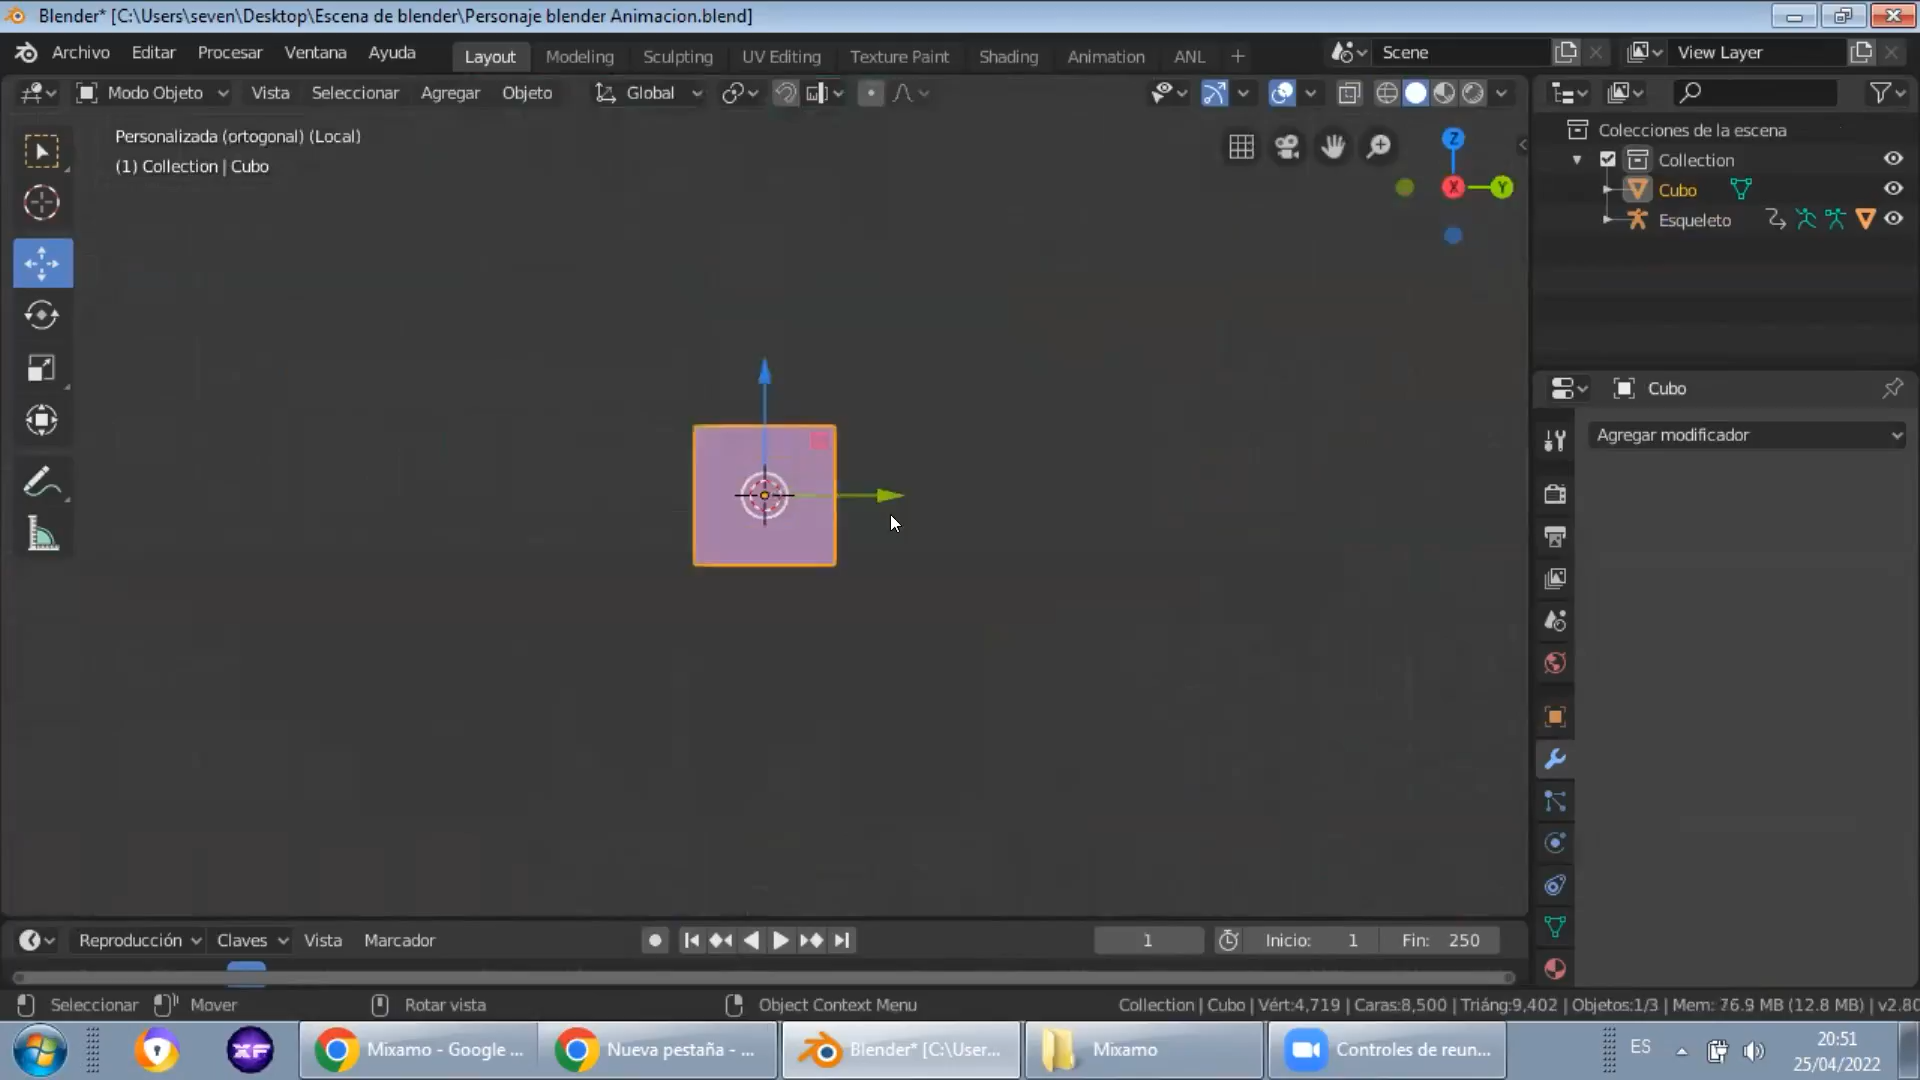 Blender* [C:\Users\seven\Desktop\Escena de blender\Personaje blender Animacion.blend]
Archivo Editar Procesar Ventana Ayuda Layout Modeling Sculpting UV Editing Texture Paint Shading Animation ANL + Scene View Layer
Modo Objeto Vista Seleccionar Agregar Objeto Global
Personalizada (ortogonal) (Local)
(1) Collection | Cubo
Z
X
Y
Colecciones de la escena
Collection
Cubo
Esqueleto
Cubo
Agregar modificador
Reproducción Claves Vista Marcador 1 Inicio: 1 Fin: 250
Seleccionar Mover Rotar vista Object Context Menu Collection | Cubo | Vért:4,719 | Caras:8,500 | Triáng:9,402 | Objetos:1/3 | Mem: 76.9 MB (12.8 MB) | v2.80
XF Mixamo - Google ... Nueva pestaña - ... Blender* [C:\User... Mixamo Controles de reun... ES 20:51
25/04/2022